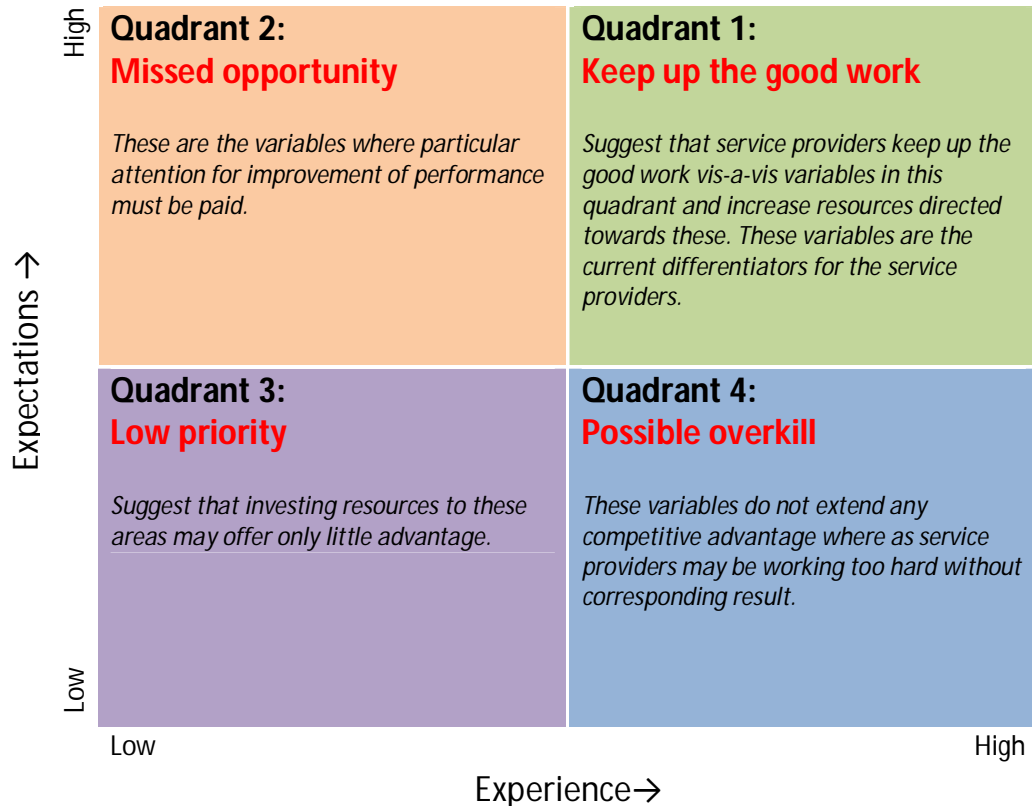 High
Quadrant 2:
Missed opportunity
These are the variables where particular
attention for improvement of performance
must be paid.
Quadrant 1:
Keep up the good work
Suggest that service providers keep up the
good work vis-a-vis variables in this
quadrant and increase resources directed
towards these. These variables are the
current differentiators for the service
providers.
Expectations →
Quadrant 3:
Low priority
Suggest that investing resources to these
areas may offer only little advantage.
Quadrant 4:
Possible overkill
These variables do not extend any
competitive advantage where as service
providers may be working too hard without
corresponding result.
Low
Low
High
Experience→